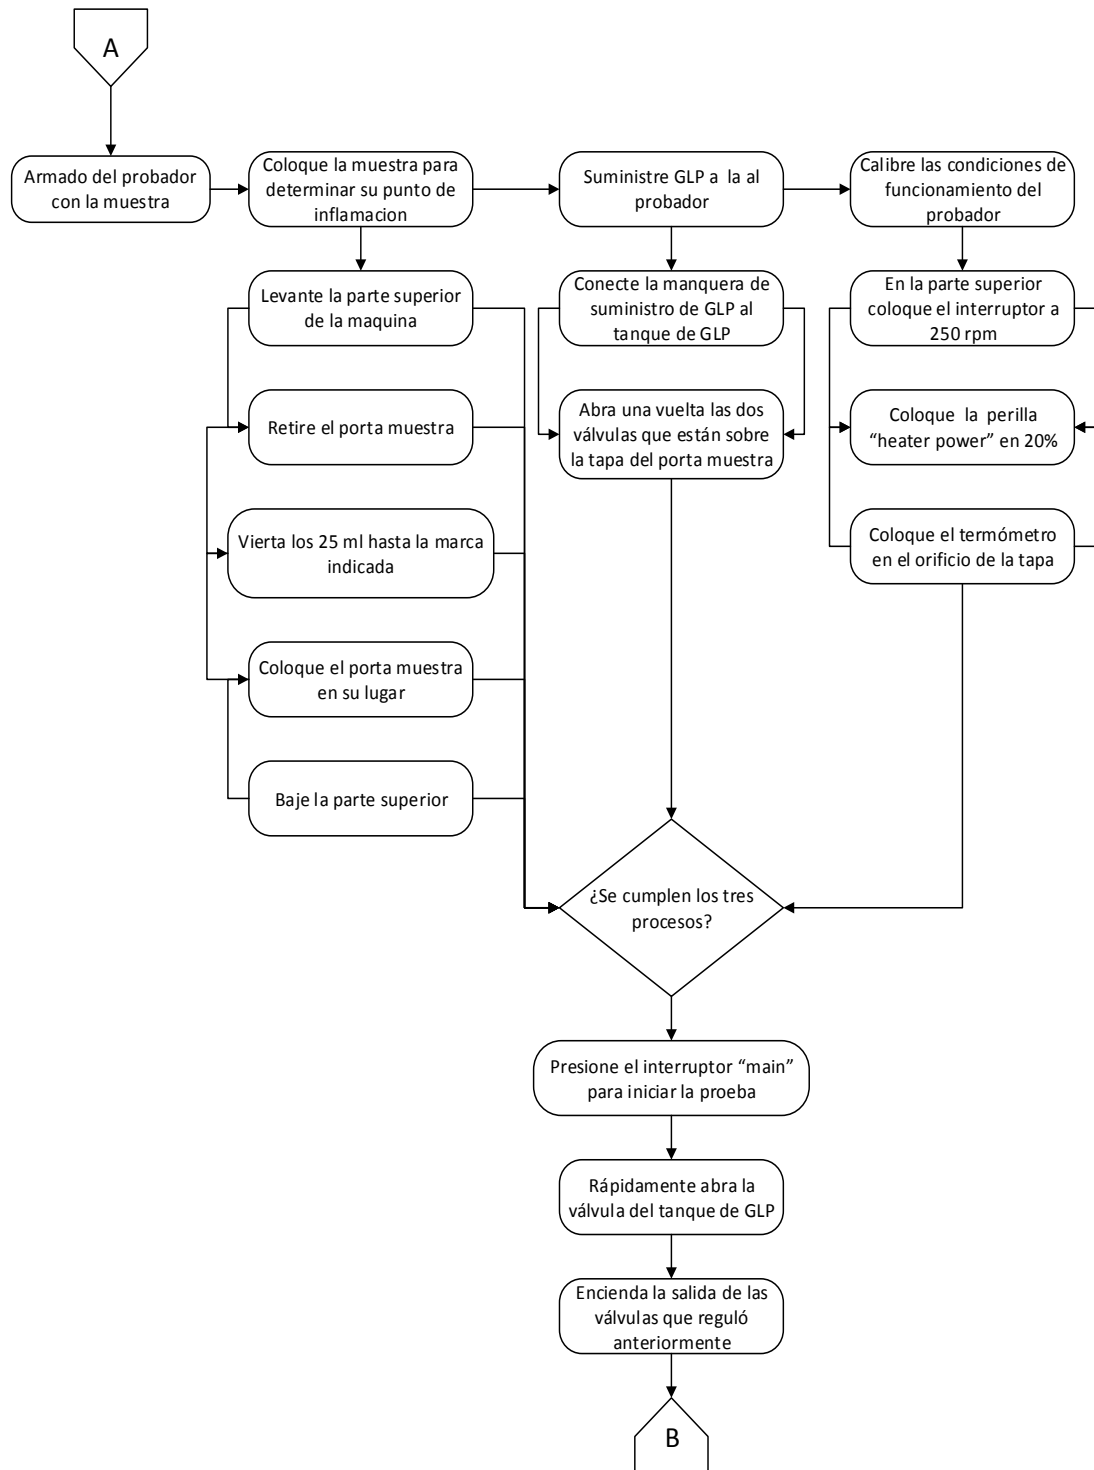 A
Armado del probador
con la muestra
Coloque la muestra para
determinar su punto de
inflamacion
Suministre GLP a  la al
probador
Calibre las condiciones de
funcionamiento del
probador
Levante la parte superior
de la maquina
Retire el porta muestra
Vierta los 25 ml hasta la marca
indicada
Coloque el porta muestra
en su lugar
Baje la parte superior
Conecte la manquera de
suministro de GLP al
tanque de GLP
Abra una vuelta las dos
válvulas que están sobre
la tapa del porta muestra
En la parte superior
coloque el interruptor a
250 rpm
Coloque  la  perilla
“heater power” en 20%
Coloque el termómetro
en el orificio de la tapa
¿Se cumplen los tres
procesos?
Presione el interruptor “main”
para iniciar la proeba
Rápidamente abra la
válvula del tanque de GLP
Encienda la salida de las
válvulas que reguló
anteriormente
B